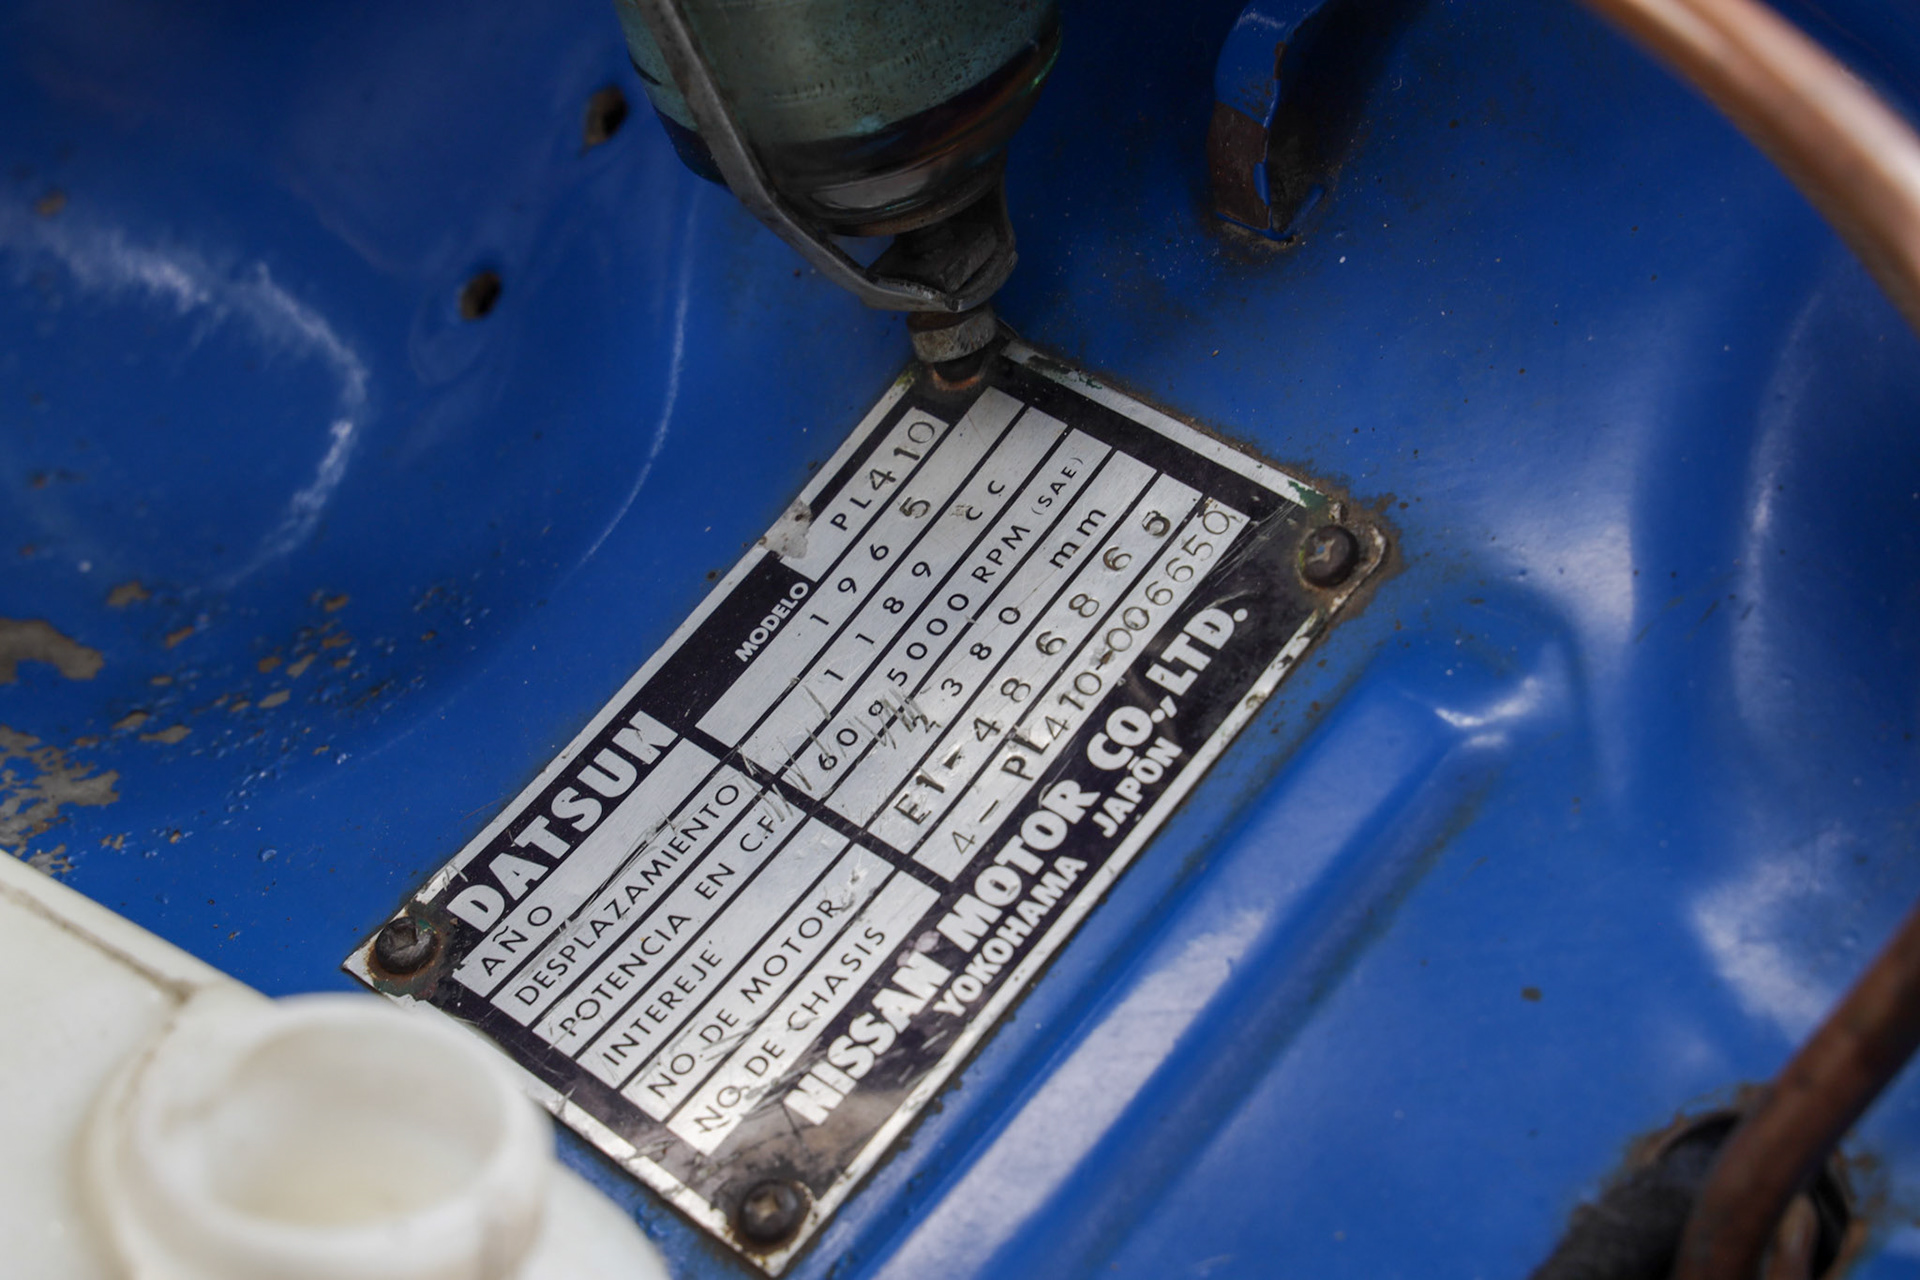 DATSUN MODELO PL410
AÑO 1965
DESPLAZAMIENTO 1189 CC
POTENCIA EN C.F. 60 5000 RPM (SAE)
INTEREJE 2380 mm
NO. DE MOTOR E1-48686
NO. DE CHASIS 4-PL410-006650
NISSAN MOTOR CO., LTD.
YOKOHAMA JAPÓN